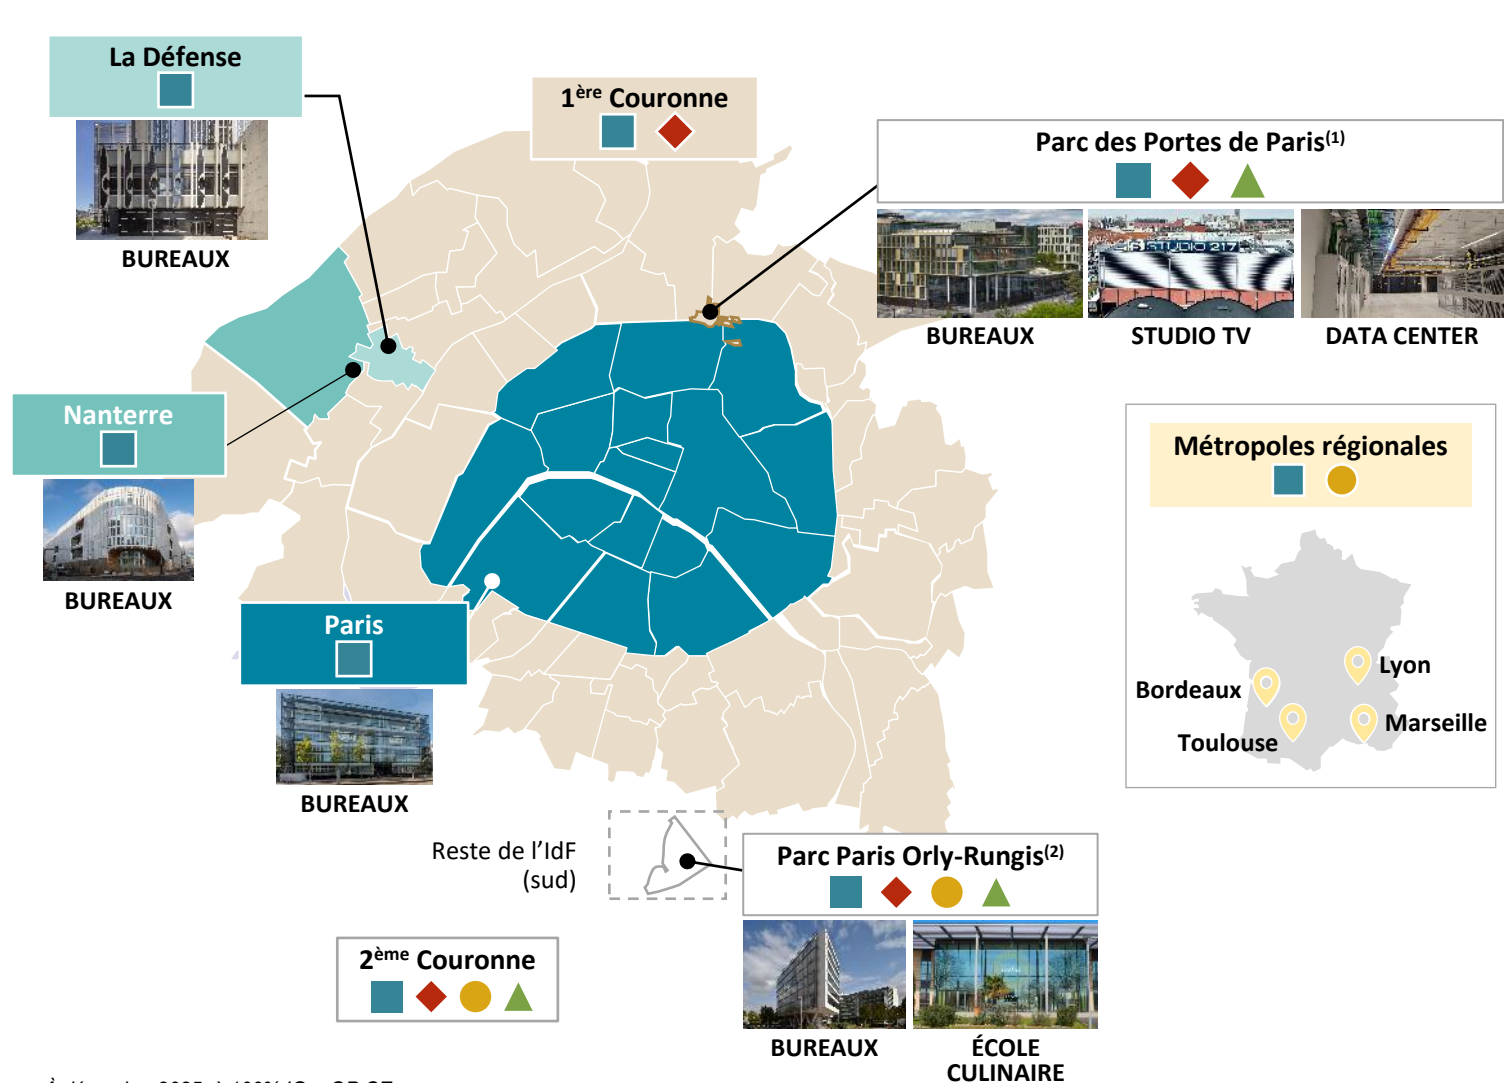 La Défense
BUREAUX
1ère Couronne
Parc des Portes de Paris(1)
STUDIO 217
BUREAUX
STUDIO TV
DATA CENTER
Nanterre
BUREAUX
Métropoles régionales
Lyon
Bordeaux
Marseille
Toulouse
Paris
BUREAUX
Reste de l’IdF
(sud)
Parc Paris Orly-Rungis(2)
2ème Couronne
BUREAUX
ÉCOLE
CULINAIRE